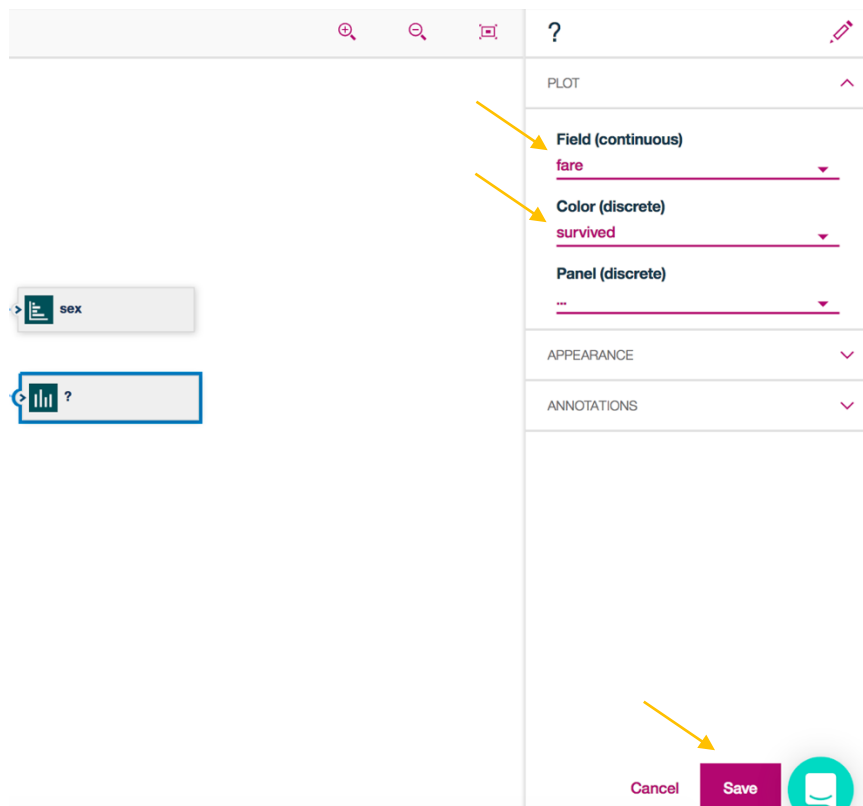 ?
PLOT
Field (continuous)
fare
Color (discrete)
survived
Panel (discrete)
...
sex
APPEARANCE
?
ANNOTATIONS
Cancel
Save